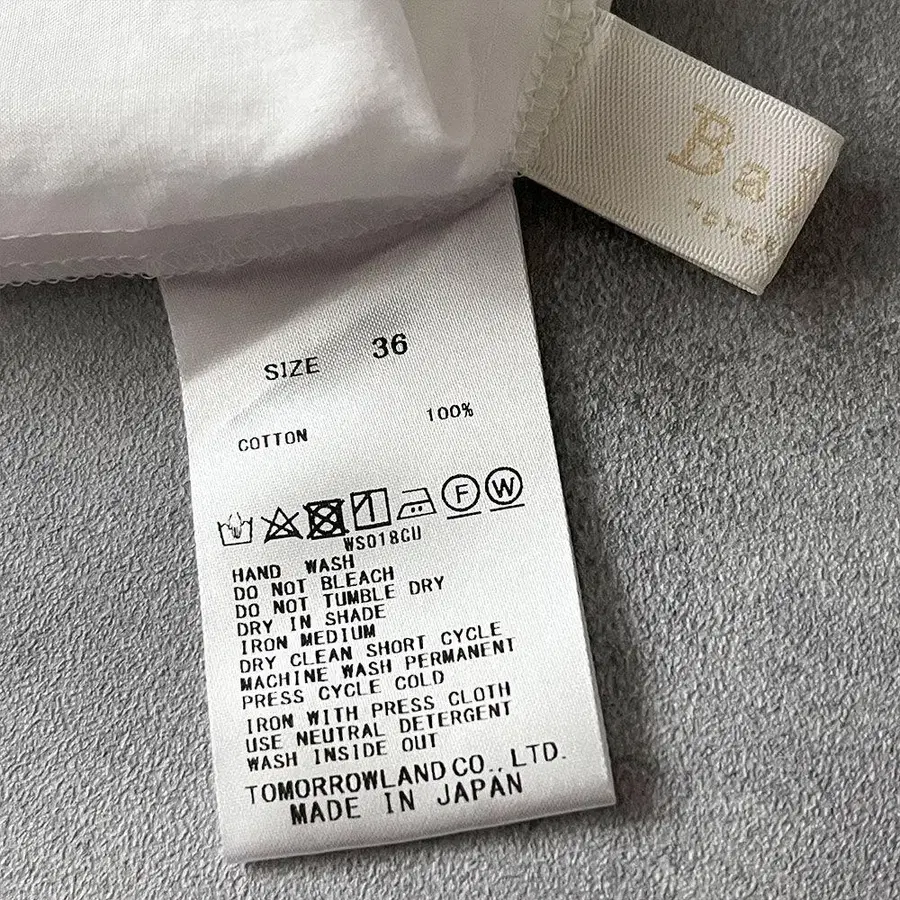 SIZE 36
COTTON 100%
F W
WS018CU
HAND WASH
DO NOT BLEACH
DO NOT TUMBLE DRY
DRY IN SHADE
IRON MEDIUM
DRY CLEAN SHORT CYCLE
MACHINE WASH PERMANENT
PRESS CYCLE COLD
IRON WITH PRESS CLOTH
USE NEUTRAL DETERGENT
WASH INSIDE OUT
TOMORROWLAND CO., LTD.
MADE IN JAPAN